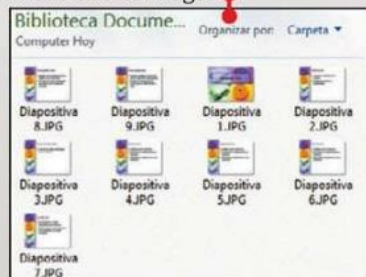 Biblioteca Docume...
Organizar por: Carpeta
Computer Hoy
Diapositiva
8.JPG
Diapositiva
9.JPG
Diapositiva
1.JPG
Diapositiva
2.JPG
Diapositiva
3.JPG
Diapositiva
4.JPG
Diapositiva
5.JPG
Diapositiva
6.JPG
Diapositiva
7.JPG